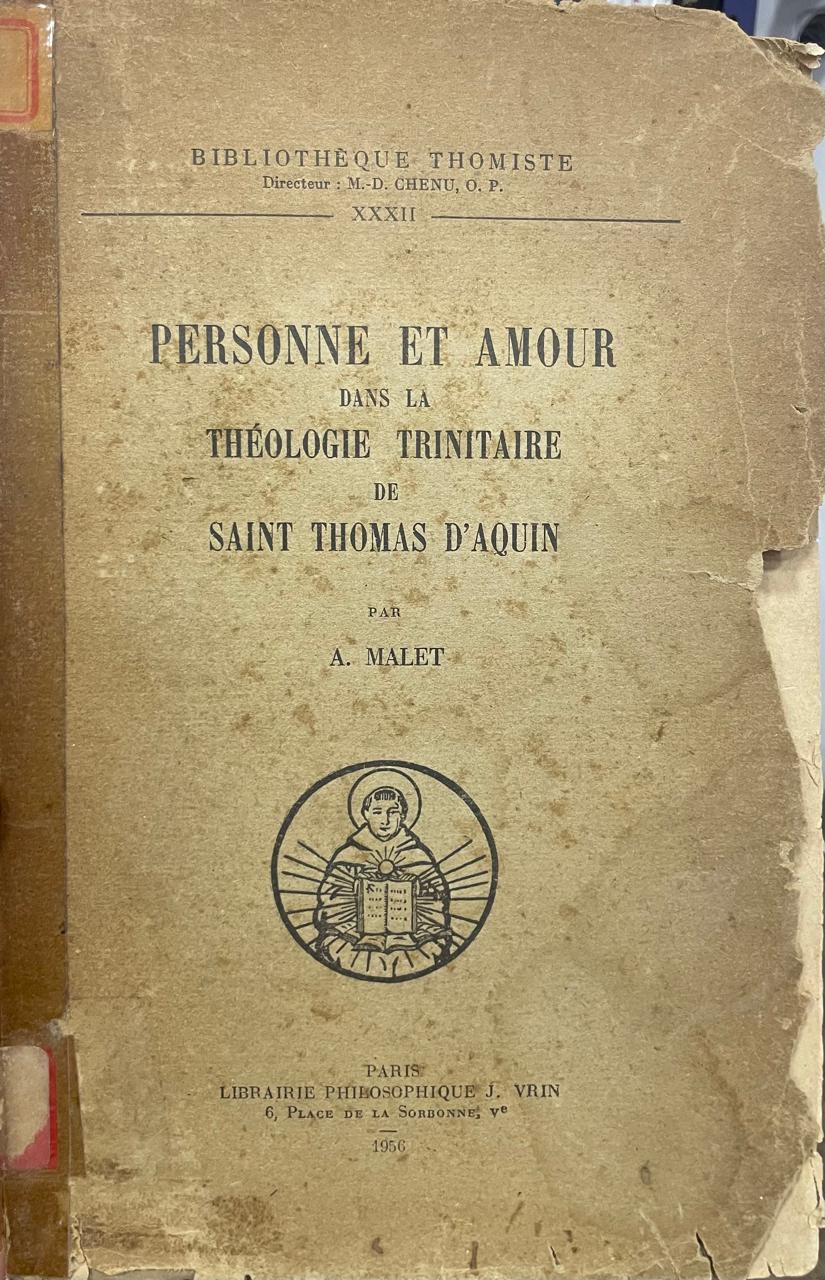 BIBLIOTHÈQUE THOMISTE
Directeur : M.-D. CHENU, O. P.
XXXII
PERSONNE ET AMOUR
DANS LA
THÉOLOGIE TRINITAIRE
DE
SAINT THOMAS D'AQUIN
PAR
A. MALET
PARIS
LIBRAIRIE PHILOSOPHIQUE J. VRIN
6, PLACE DE LA SORBONNE, Ve
1956